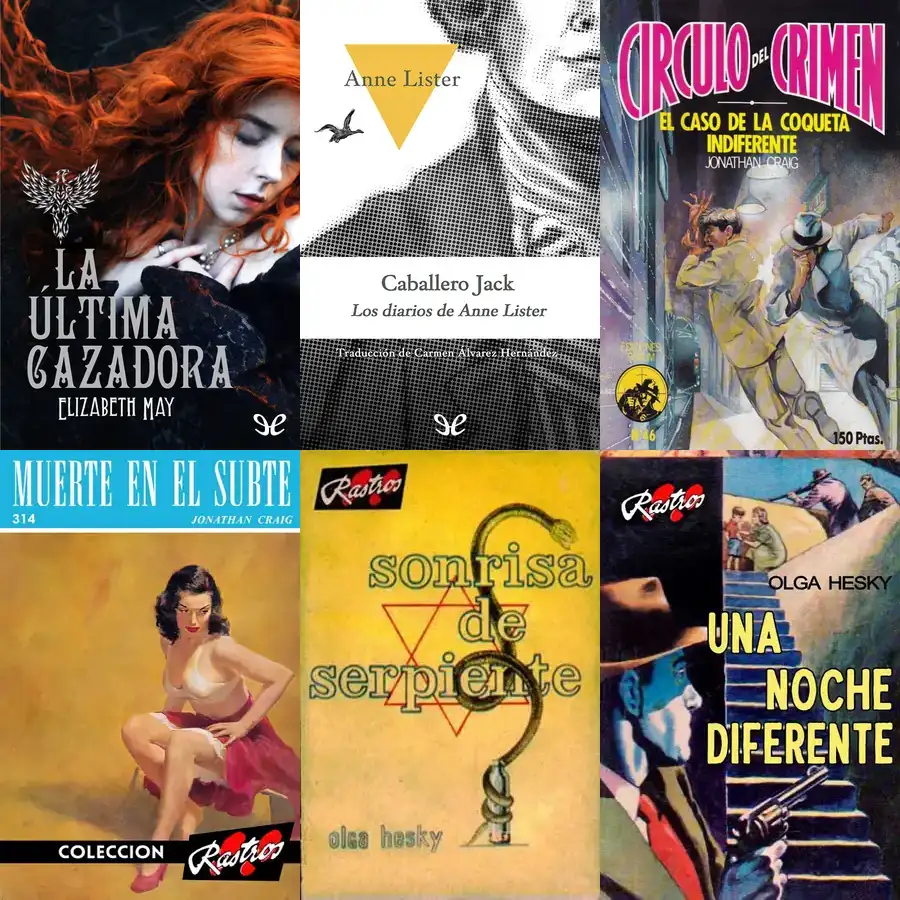 LA
ÚLTIMA
CAZADORA
ELIZABETH MAY
Anne Lister
Caballero Jack
Los diarios de Anne Lister
Traducción de Carmen Álvarez Hernández
CIRCULO DEL CRIMEN
EL CASO DE LA COQUETA
INDIFERENTE
JONATHAN CRAIG
EDICIONES
Nº46
150 Ptas.
MUERTE EN EL SUBTE
314
JONATHAN CRAIG
COLECCION
Rastros
Rastros
sonrisa
de
serpiente
olga hesky
Rastros
OLGA HESKY
UNA
NOCHE
DIFERENTE